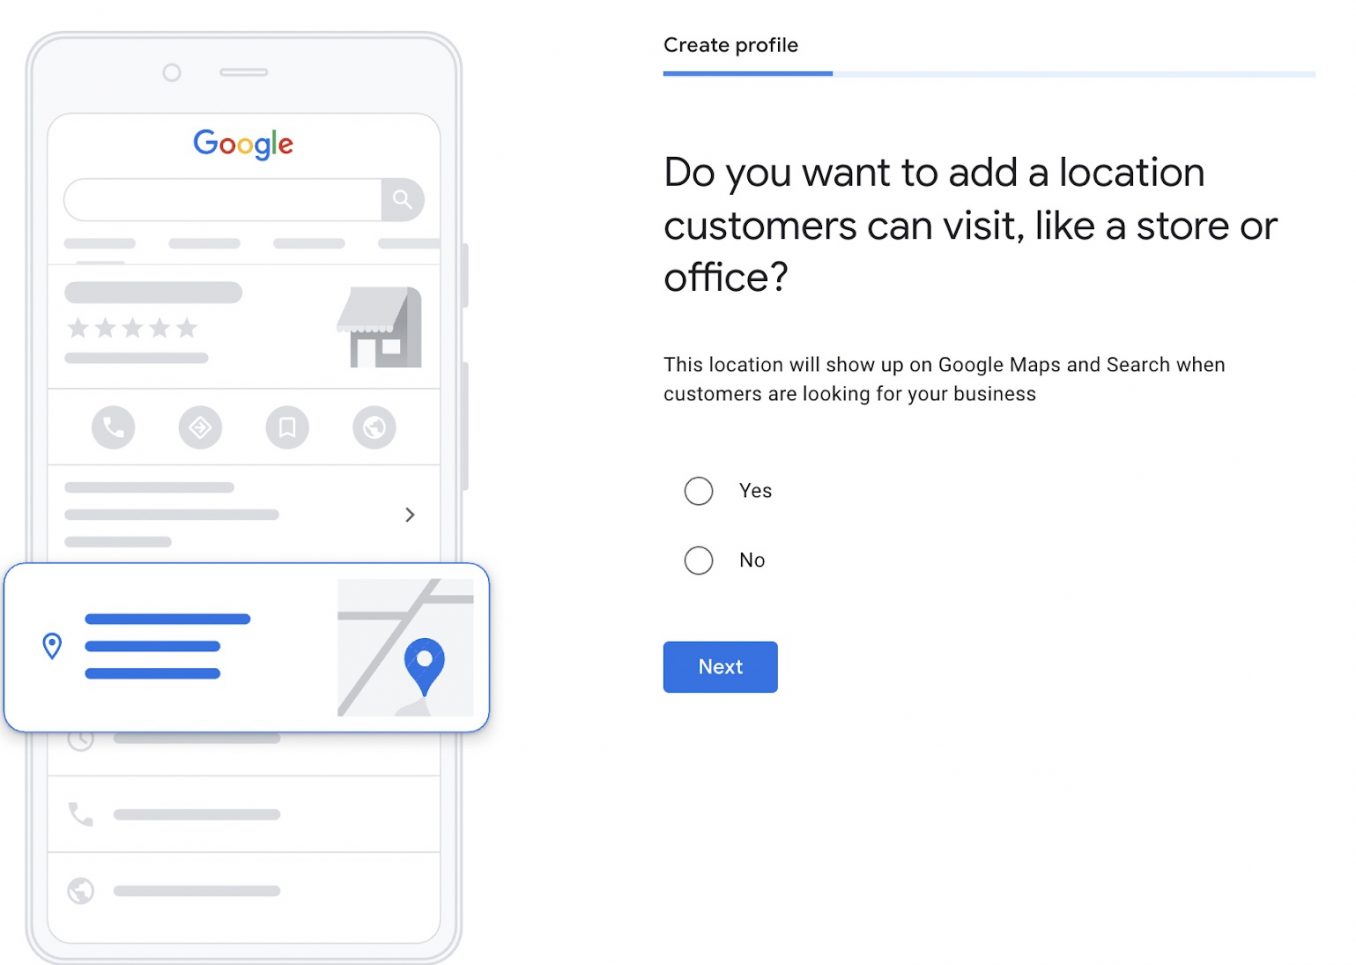 Create profile
Google
Do you want to add a location
customers can visit, like a store or
office?
This location will show up on Google Maps and Search when
customers are looking for your business
Yes
No
Next